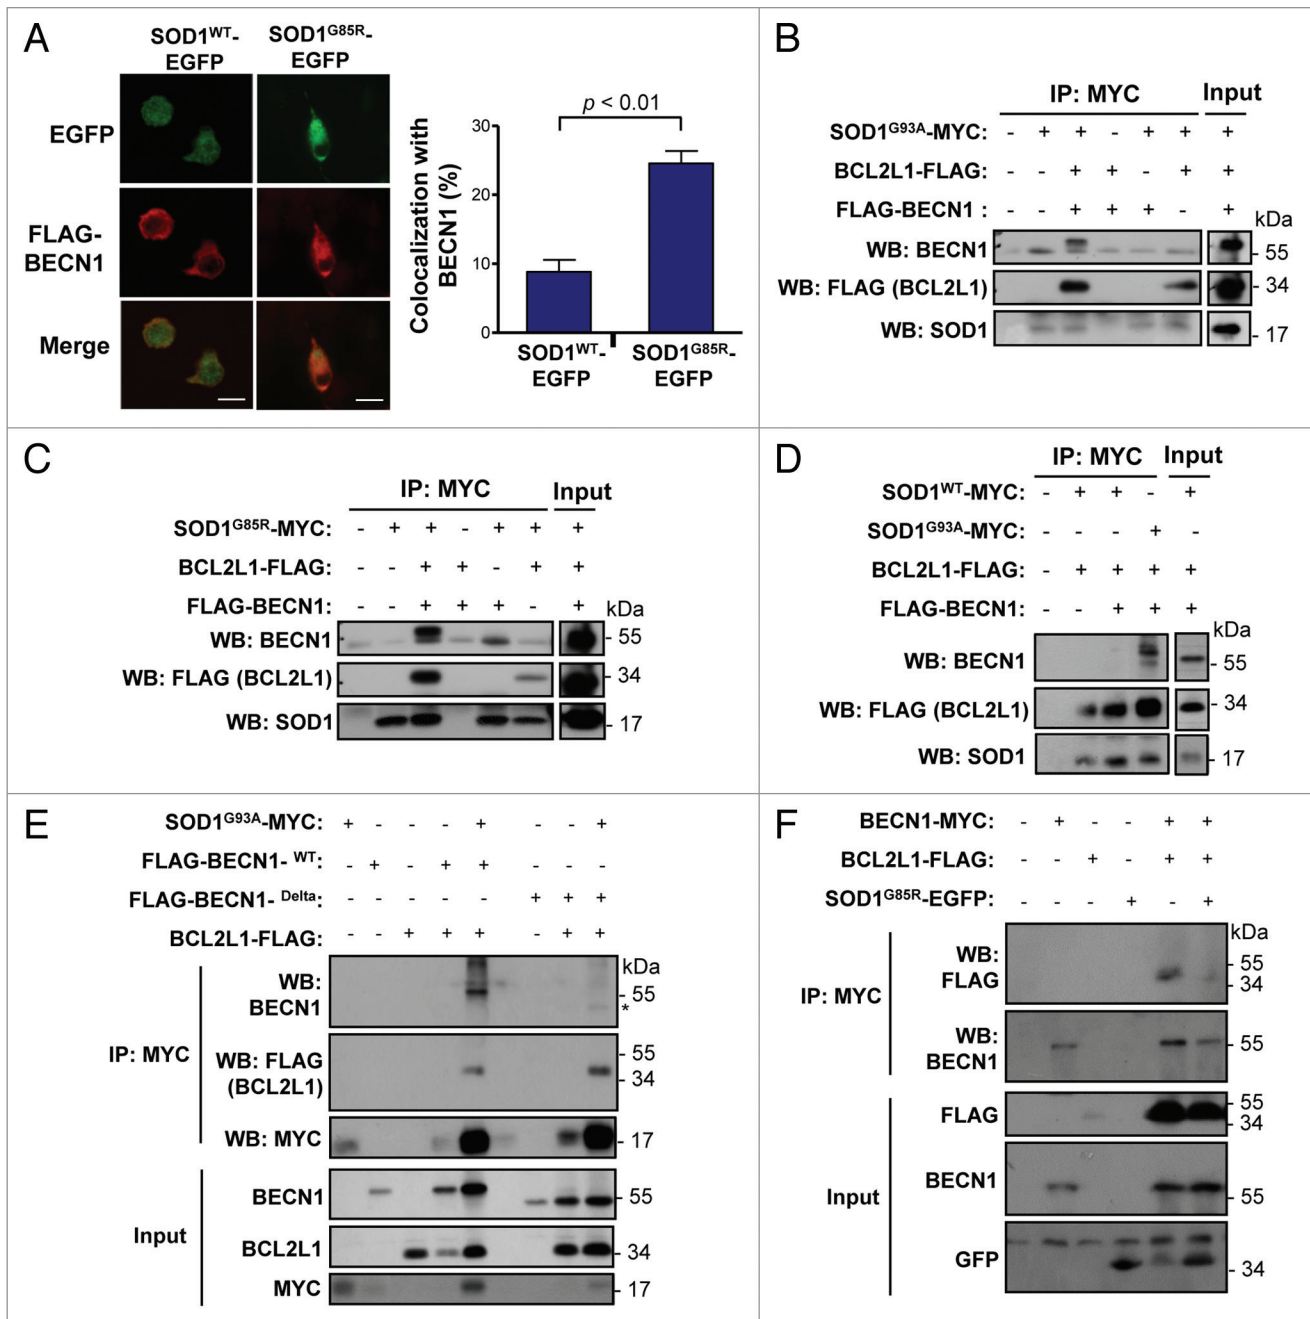 A
SOD1WT-
EGFP
SOD1G85R-
EGFP
EGFP
FLAG-
BECN1
Merge
Colocalization with
BECN1 (%)
p < 0.01
30
20
10
0
SOD1WT-
EGFP
SOD1G85R-
EGFP
B
IP: MYC Input
SOD1G93A-MYC: - + + - + + +
BCL2L1-FLAG: - - + + - + +
FLAG-BECN1 : - - + + + - +
kDa
WB: BECN1 - 55
WB: FLAG (BCL2L1) - 34
WB: SOD1 - 17
C
IP: MYC Input
SOD1G85R-MYC: - + + - + + +
BCL2L1-FLAG: - - + + - + +
FLAG-BECN1: - - + + + - +
kDa
WB: BECN1 - 55
WB: FLAG (BCL2L1) - 34
WB: SOD1 - 17
D
IP: MYC Input
SOD1WT-MYC: - + + - +
SOD1G93A-MYC: - - - + -
BCL2L1-FLAG: - + + + +
FLAG-BECN1: - - + + +
kDa
WB: BECN1 - 55
WB: FLAG (BCL2L1) - 34
WB: SOD1 - 17
E
SOD1G93A-MYC: + - - - + - - +
FLAG-BECN1- WT: - + - + + - - -
FLAG-BECN1- Delta: - - - - - + + +
BCL2L1-FLAG: - - + + + - + +
kDa
IP: MYC
WB:
BECN1
- 55
*
WB: FLAG
(BCL2L1)
- 55
- 34
WB: MYC - 17
Input
BECN1 - 55
BCL2L1 - 34
MYC - 17
F
BECN1-MYC: - + - - + +
BCL2L1-FLAG: - - + - + +
SOD1G85R-EGFP: - - - + - +
kDa
IP: MYC
WB:
FLAG
- 55
- 34
WB:
BECN1
- 55
Input
FLAG
- 55
- 34
BECN1
- 55
GFP
- 34